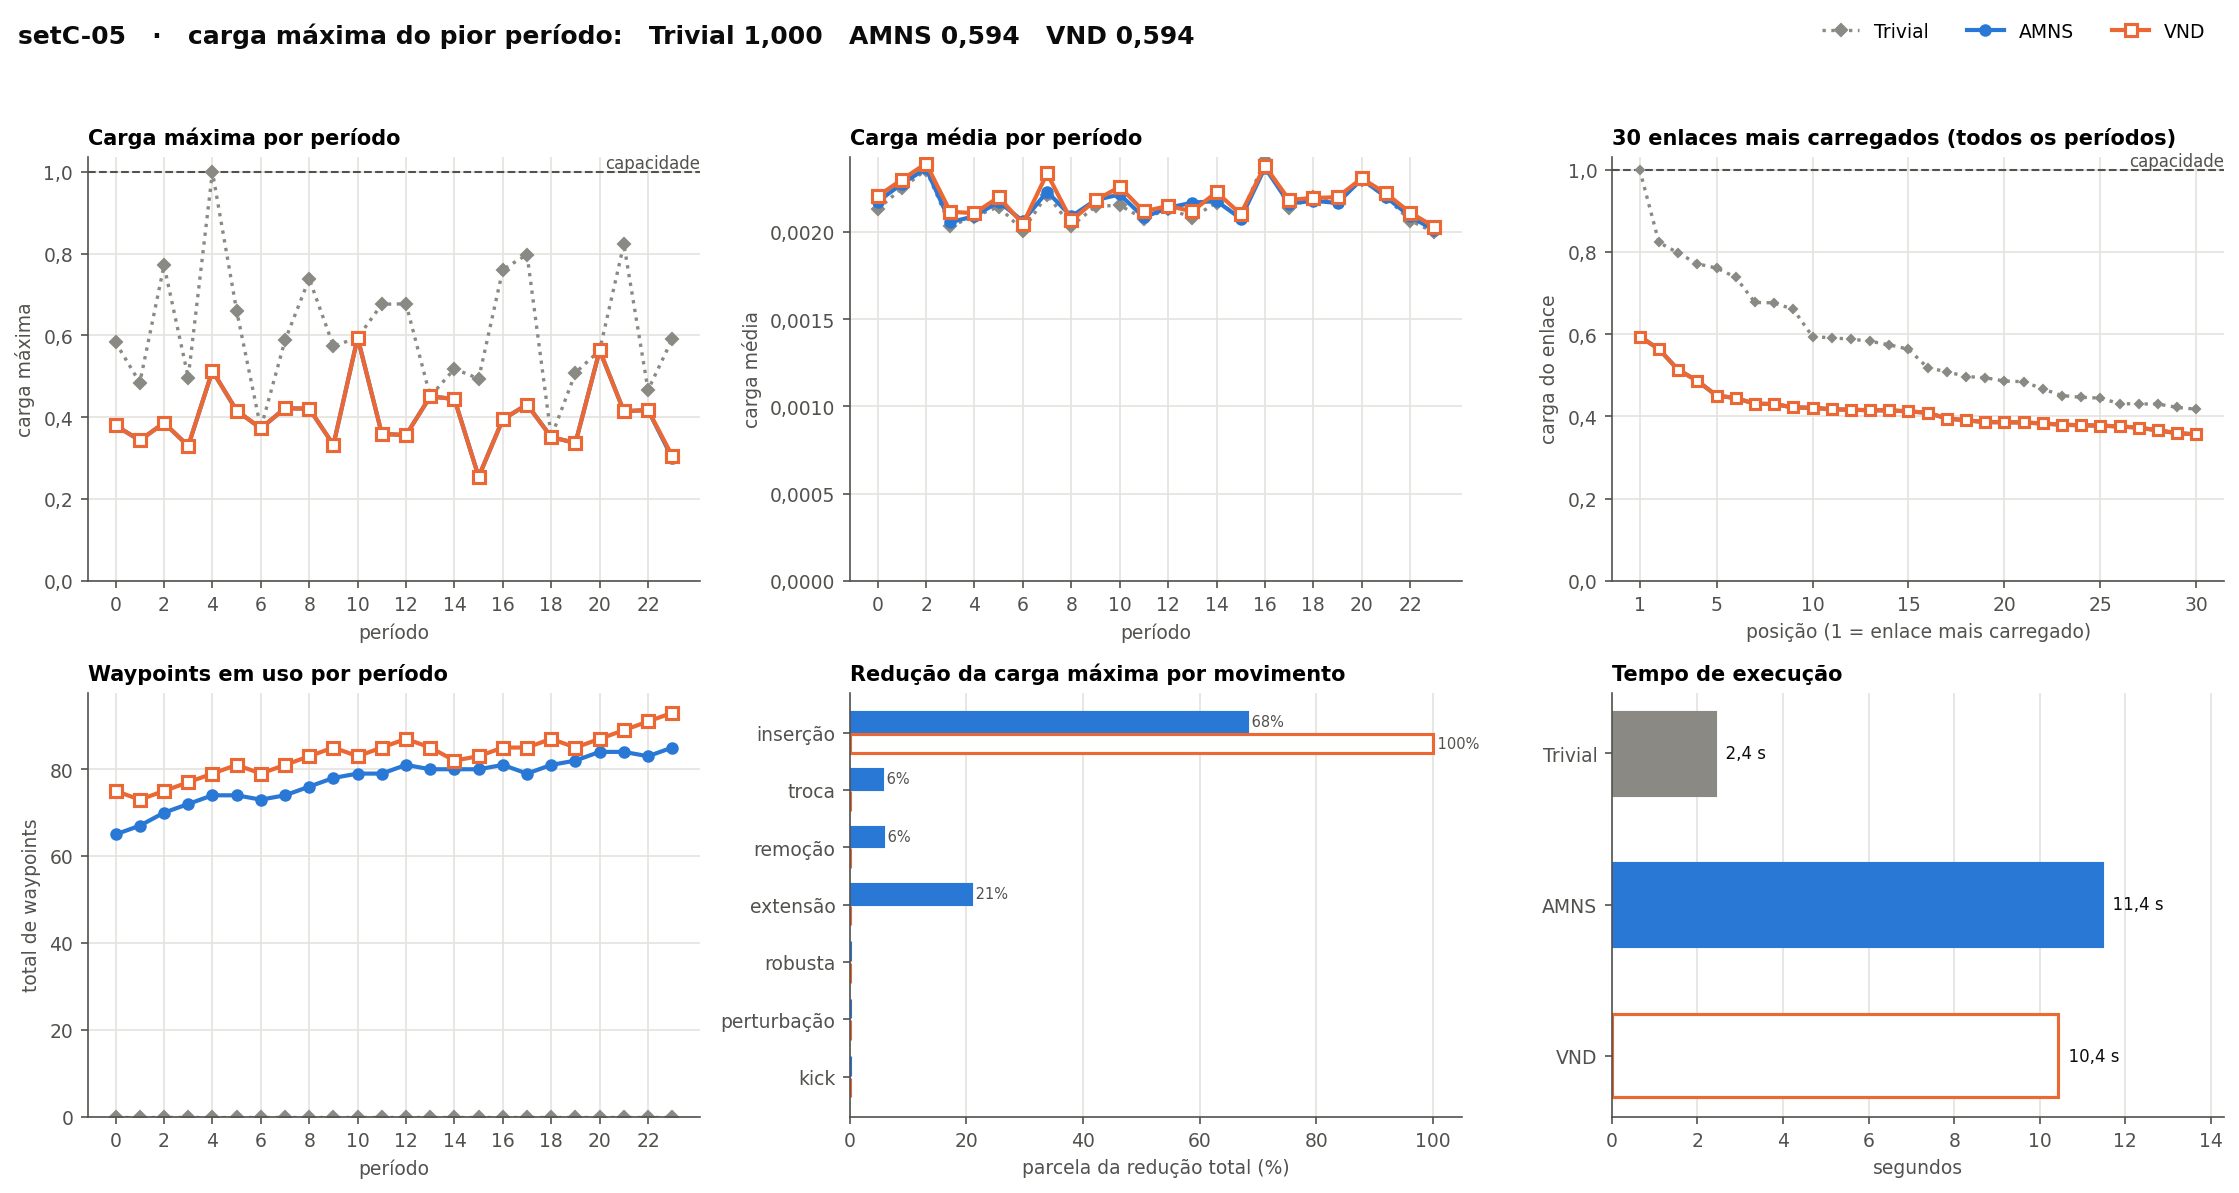 setC-05 · carga máxima do pior período: Trivial 1,000 AMNS 0,594 VND 0,594
Trivial AMNS VND
Carga máxima por período
capacidade
1,0
0,8
0,6
0,4
0,2
0,0
carga máxima
0 2 4 6 8 10 12 14 16 18 20 22
período
Carga média por período
0,0020
0,0015
0,0010
0,0005
0,0000
carga média
0 2 4 6 8 10 12 14 16 18 20 22
período
30 enlaces mais carregados (todos os períodos)
capacidade
1,0
0,8
0,6
0,4
0,2
0,0
carga do enlace
1 5 10 15 20 25 30
posição (1 = enlace mais carregado)
Waypoints em uso por período
80
60
40
20
0
total de waypoints
0 2 4 6 8 10 12 14 16 18 20 22
período
Redução da carga máxima por movimento
inserção 68%
100%
troca 6%
remoção 6%
extensão 21%
robusta
perturbação
kick
0 20 40 60 80 100
parcela da redução total (%)
Tempo de execução
Trivial 2,4 s
AMNS 11,4 s
VND 10,4 s
0 2 4 6 8 10 12 14
segundos